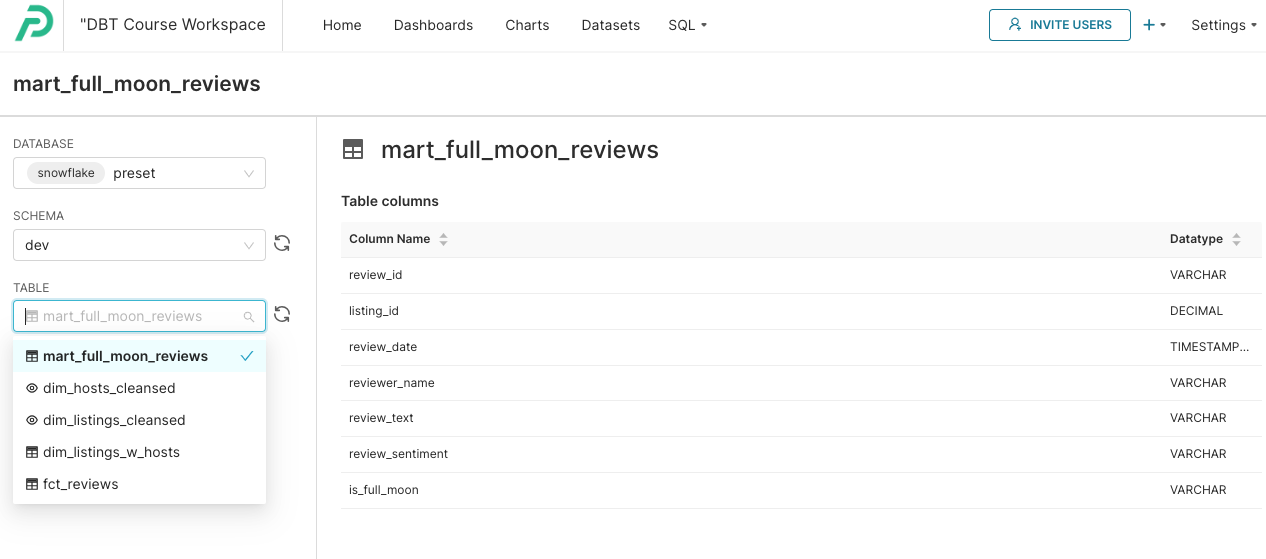 "DBT Course Workspace
Home Dashboards Charts Datasets SQL
INVITE USERS
Settings
mart_full_moon_reviews
DATABASE
snowflake preset
SCHEMA
dev
TABLE
mart_full_moon_reviews
mart_full_moon_reviews
dim_hosts_cleansed
dim_listings_cleansed
dim_listings_w_hosts
fct_reviews
mart_full_moon_reviews
Table columns
Column Name Datatype
review_id VARCHAR
listing_id DECIMAL
review_date TIMESTAMP...
reviewer_name VARCHAR
review_text VARCHAR
review_sentiment VARCHAR
is_full_moon VARCHAR